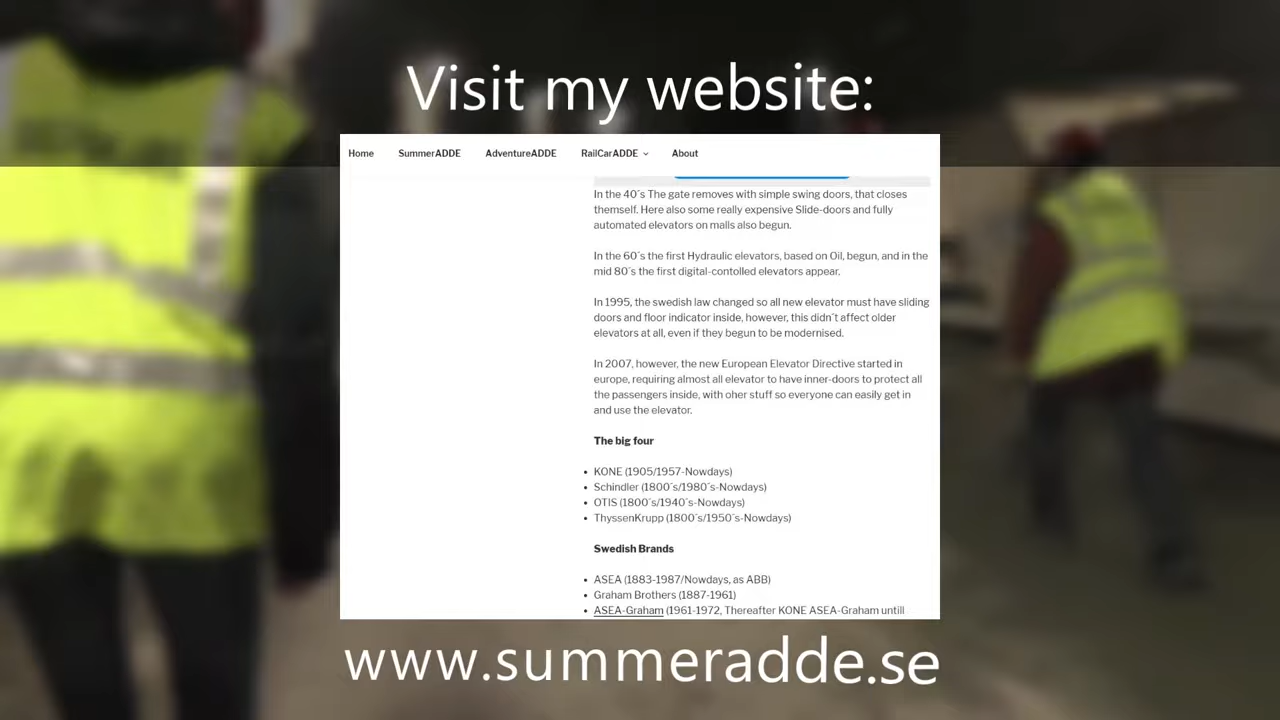 Visit my website:
Home SummerADDE AdventureADDE RailCarADDE About
In the 40´s The gate removes with simple swing doors, that closes
themself. Here also some really expensive Slide-doors and fully
automated elevators on malls also begun.
In the 60´s the first Hydraulic elevators, based on Oil, begun, and in the
mid 80´s the first digital-contolled elevators appear.
In 1995, the swedish law changed so all new elevator must have sliding
doors and floor indicator inside, however, this didn´t affect older
elevators at all, even if they begun to be modernised.
In 2007, however, the new European Elevator Directive started in
europe, requiring almost all elevator to have inner-doors to protect all
the passengers inside, with oher stuff so everyone can easily get in
and use the elevator.
The big four
• KONE (1905/1957-Nowdays)
• Schindler (1800´s/1980´s-Nowdays)
• OTIS (1800´s/1940´s-Nowdays)
• ThyssenKrupp (1800´s/1950´s-Nowdays)
Swedish Brands
• ASEA (1883-1987/Nowdays, as ABB)
• Graham Brothers (1887-1961)
• ASEA-Graham (1961-1972, Thereafter KONE ASEA-Graham untill
www.summeradde.se